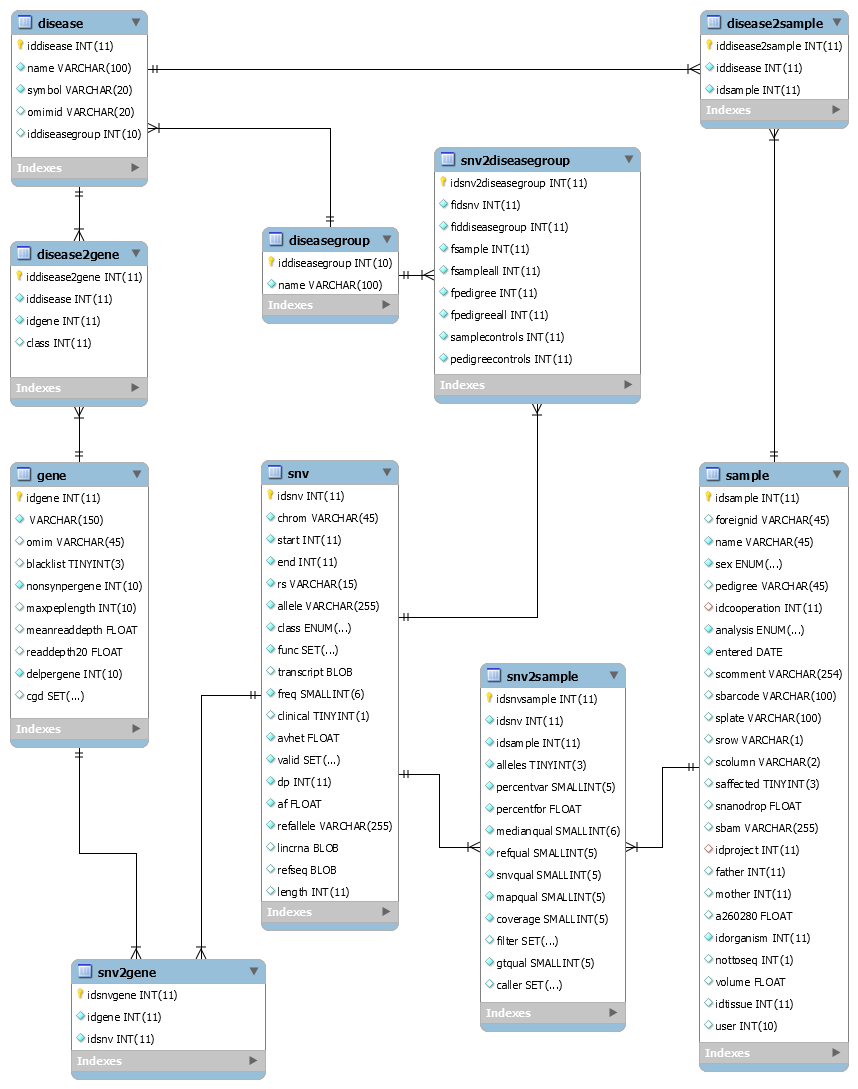 disease
iddisease INT(11)
name VARCHAR(100)
symbol VARCHAR(20)
omimid VARCHAR(20)
iddiseasegroup INT(10)
Indexes
disease2sample
iddisease2sample INT(11)
iddisease INT(11)
idsample INT(11)
Indexes
snv2diseasegroup
idsnv2diseasegroup INT(11)
fidsnv INT(11)
fiddiseasegroup INT(11)
fsample INT(11)
fsampleall INT(11)
fpedigree INT(11)
fpedigreeall INT(11)
samplecontrols INT(11)
pedigreecontrols INT(11)
Indexes
diseasegroup
iddiseasegroup INT(10)
name VARCHAR(100)
Indexes
disease2gene
iddisease2gene INT(11)
iddisease INT(11)
idgene INT(11)
class INT(11)
Indexes
gene
idgene INT(11)
VARCHAR(150)
omim VARCHAR(45)
blacklist TINYINT(3)
nonsynpergene INT(10)
maxpeplength INT(10)
meanreaddepth FLOAT
readdepth20 FLOAT
delpergene INT(10)
cgd SET(...)
Indexes
snv
idsnv INT(11)
chrom VARCHAR(45)
start INT(11)
end INT(11)
rs VARCHAR(15)
allele VARCHAR(255)
class ENUM(...)
func SET(...)
transcript BLOB
freq SMALLINT(6)
clinical TINYINT(1)
avhet FLOAT
valid SET(...)
dp INT(11)
af FLOAT
refallele VARCHAR(255)
lincrna BLOB
refseq BLOB
length INT(11)
Indexes
sample
idsample INT(11)
foreignid VARCHAR(45)
name VARCHAR(45)
sex ENUM(...)
pedigree VARCHAR(45)
idcooperation INT(11)
analysis ENUM(...)
entered DATE
scomment VARCHAR(254)
sbarcode VARCHAR(100)
splate VARCHAR(100)
srow VARCHAR(1)
scolumn VARCHAR(2)
saffected TINYINT(3)
snanodrop FLOAT
sbam VARCHAR(255)
idproject INT(11)
father INT(11)
mother INT(11)
a260280 FLOAT
idorganism INT(11)
nottoseq INT(1)
volume FLOAT
idtissue INT(11)
user INT(10)
Indexes
snv2sample
idsnvsample INT(11)
idsnv INT(11)
idsample INT(11)
alleles TINYINT(3)
percentvar SMALLINT(5)
percentfor FLOAT
medianqual SMALLINT(6)
refqual SMALLINT(5)
snvqual SMALLINT(5)
mapqual SMALLINT(5)
coverage SMALLINT(5)
filter SET(...)
gtqual SMALLINT(5)
caller SET(...)
Indexes
snv2gene
idsnvgene INT(11)
idgene INT(11)
idsnv INT(11)
Indexes